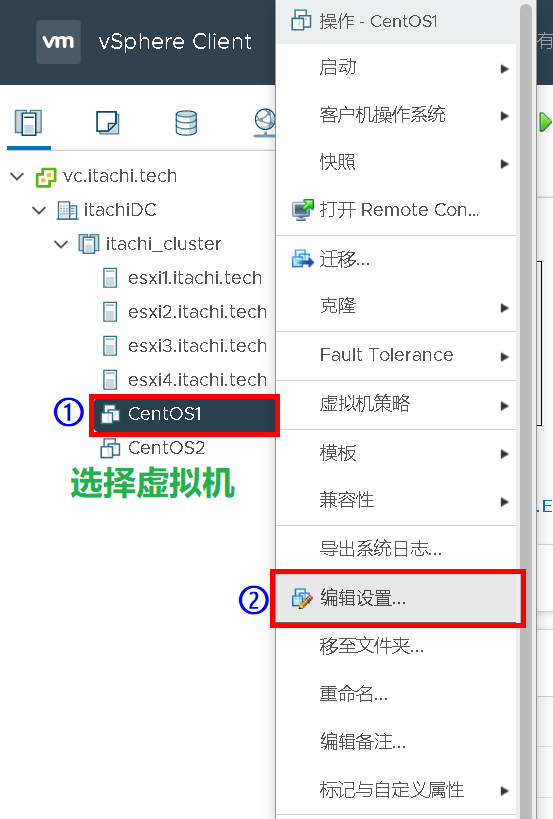 vm vSphere Client
vc.itachi.tech
itachiDC
itachi_cluster
esxi1.itachi.tech
esxi2.itachi.tech
esxi3.itachi.tech
esxi4.itachi.tech
① CentOS1
CentOS2
选择虚拟机
操作 - CentOS1
启动
客户机操作系统
快照
打开 Remote Con...
迁移...
克隆
Fault Tolerance
虚拟机策略
模板
兼容性
导出系统日志...
② 编辑设置...
移至文件夹...
重命名...
编辑备注...
标记与自定义属性
有
.E